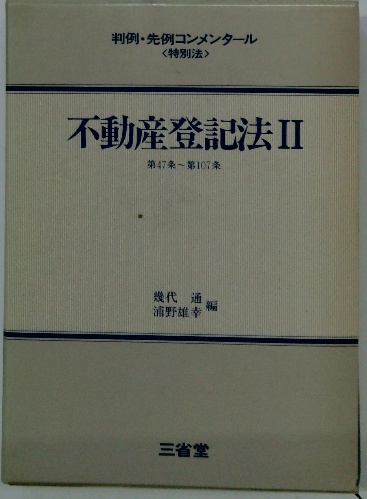 判例・先例コンメンタール
〈特別法〉
不動産登記法II
第47条～第107条
幾代 通
浦野雄幸 編
三省堂